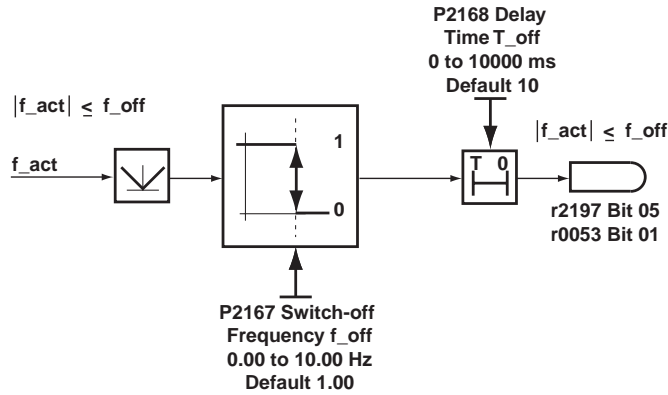 P2168 Delay
Time T_off
0 to 10000 ms
Default 10
|f_act| ≤ f_off
|f_act| ≤ f_off
f_act
1
0
T 0
r2197 Bit 05
r0053 Bit 01
P2167 Switch-off
Frequency f_off
0.00 to 10.00 Hz
Default 1.00